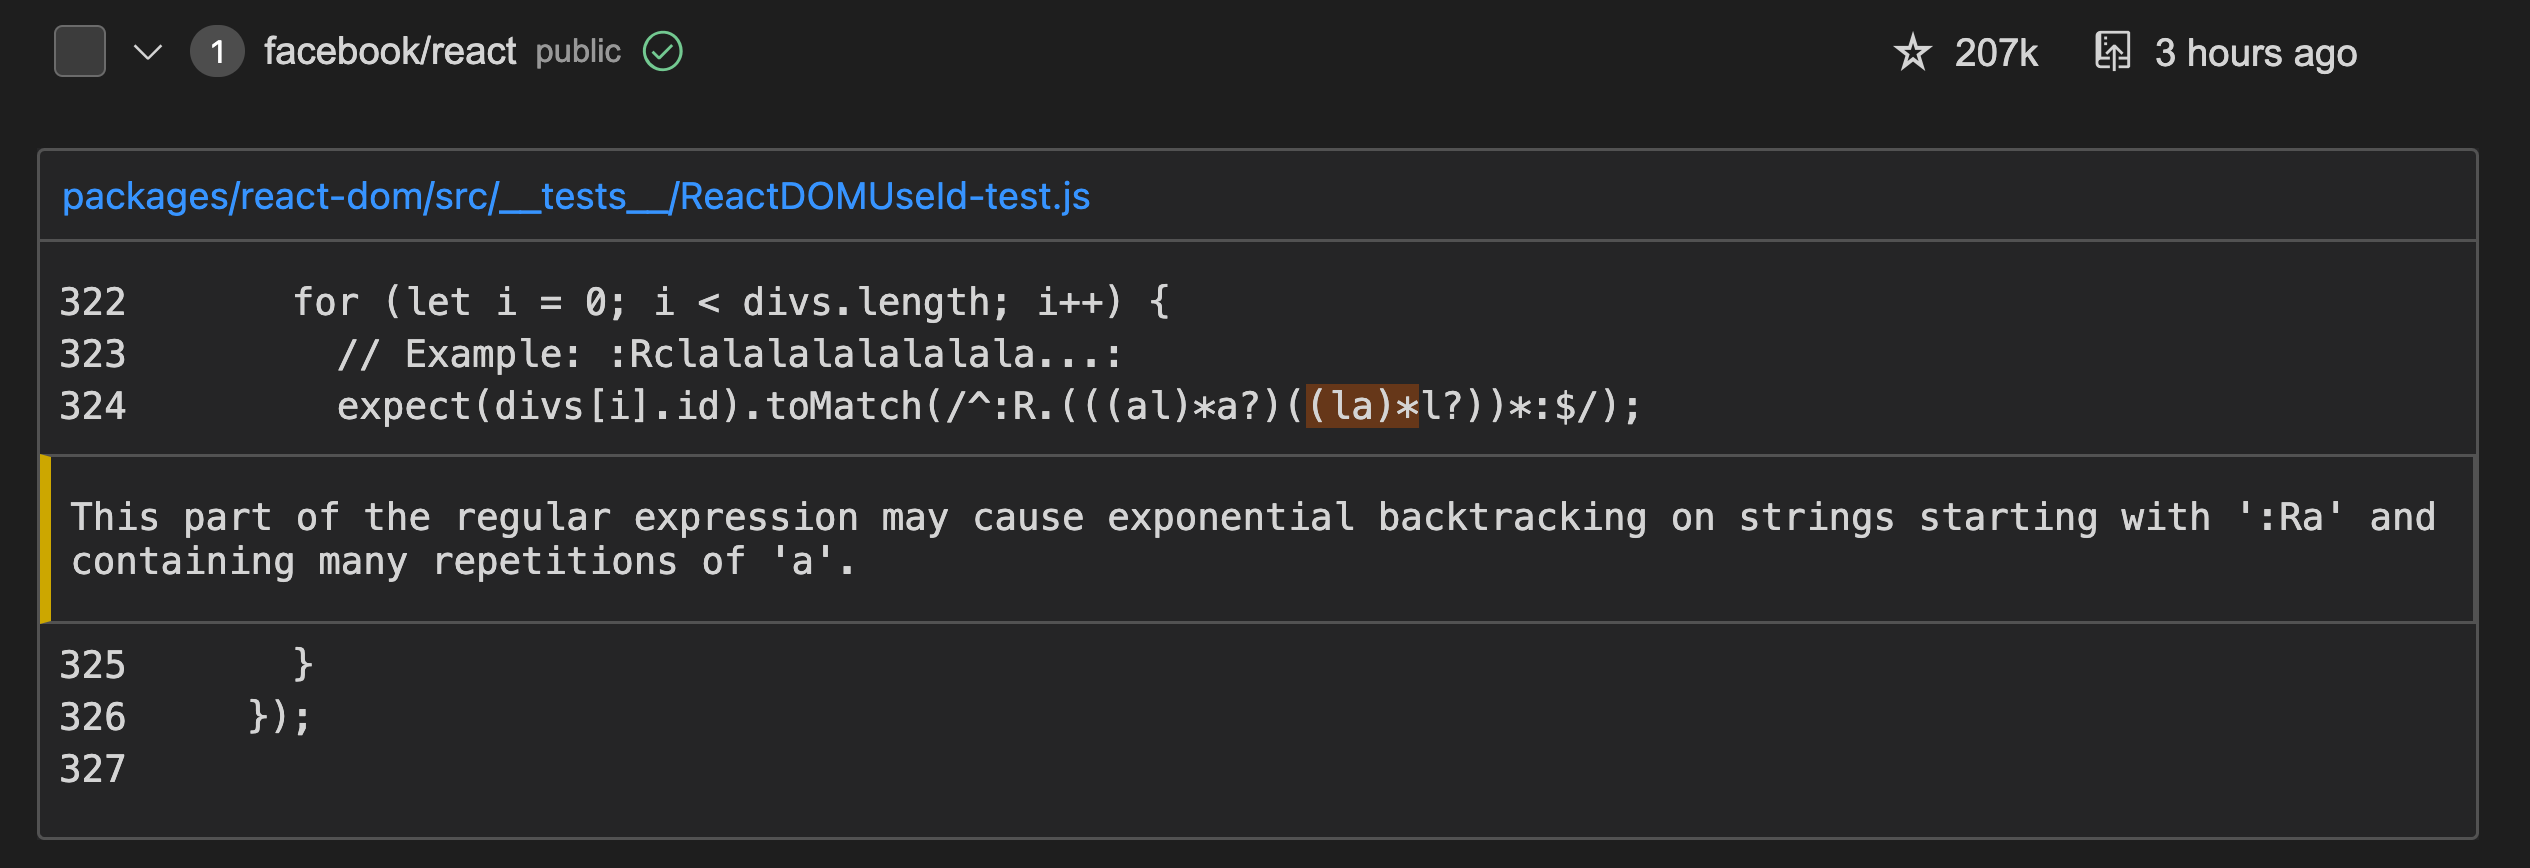 1 facebook/react public 207k 3 hours ago
packages/react-dom/src/__tests__/ReactDOMUseId-test.js
322 for (let i = 0; i < divs.length; i++) {
323 // Example: :Rclalalalalalalala...:
324 expect(divs[i].id).toMatch(/^:R.(((al)*a?)((la)*l?))*:$/);
This part of the regular expression may cause exponential backtracking on strings starting with ':Ra' and
containing many repetitions of 'a'.
325 }
326 });
327